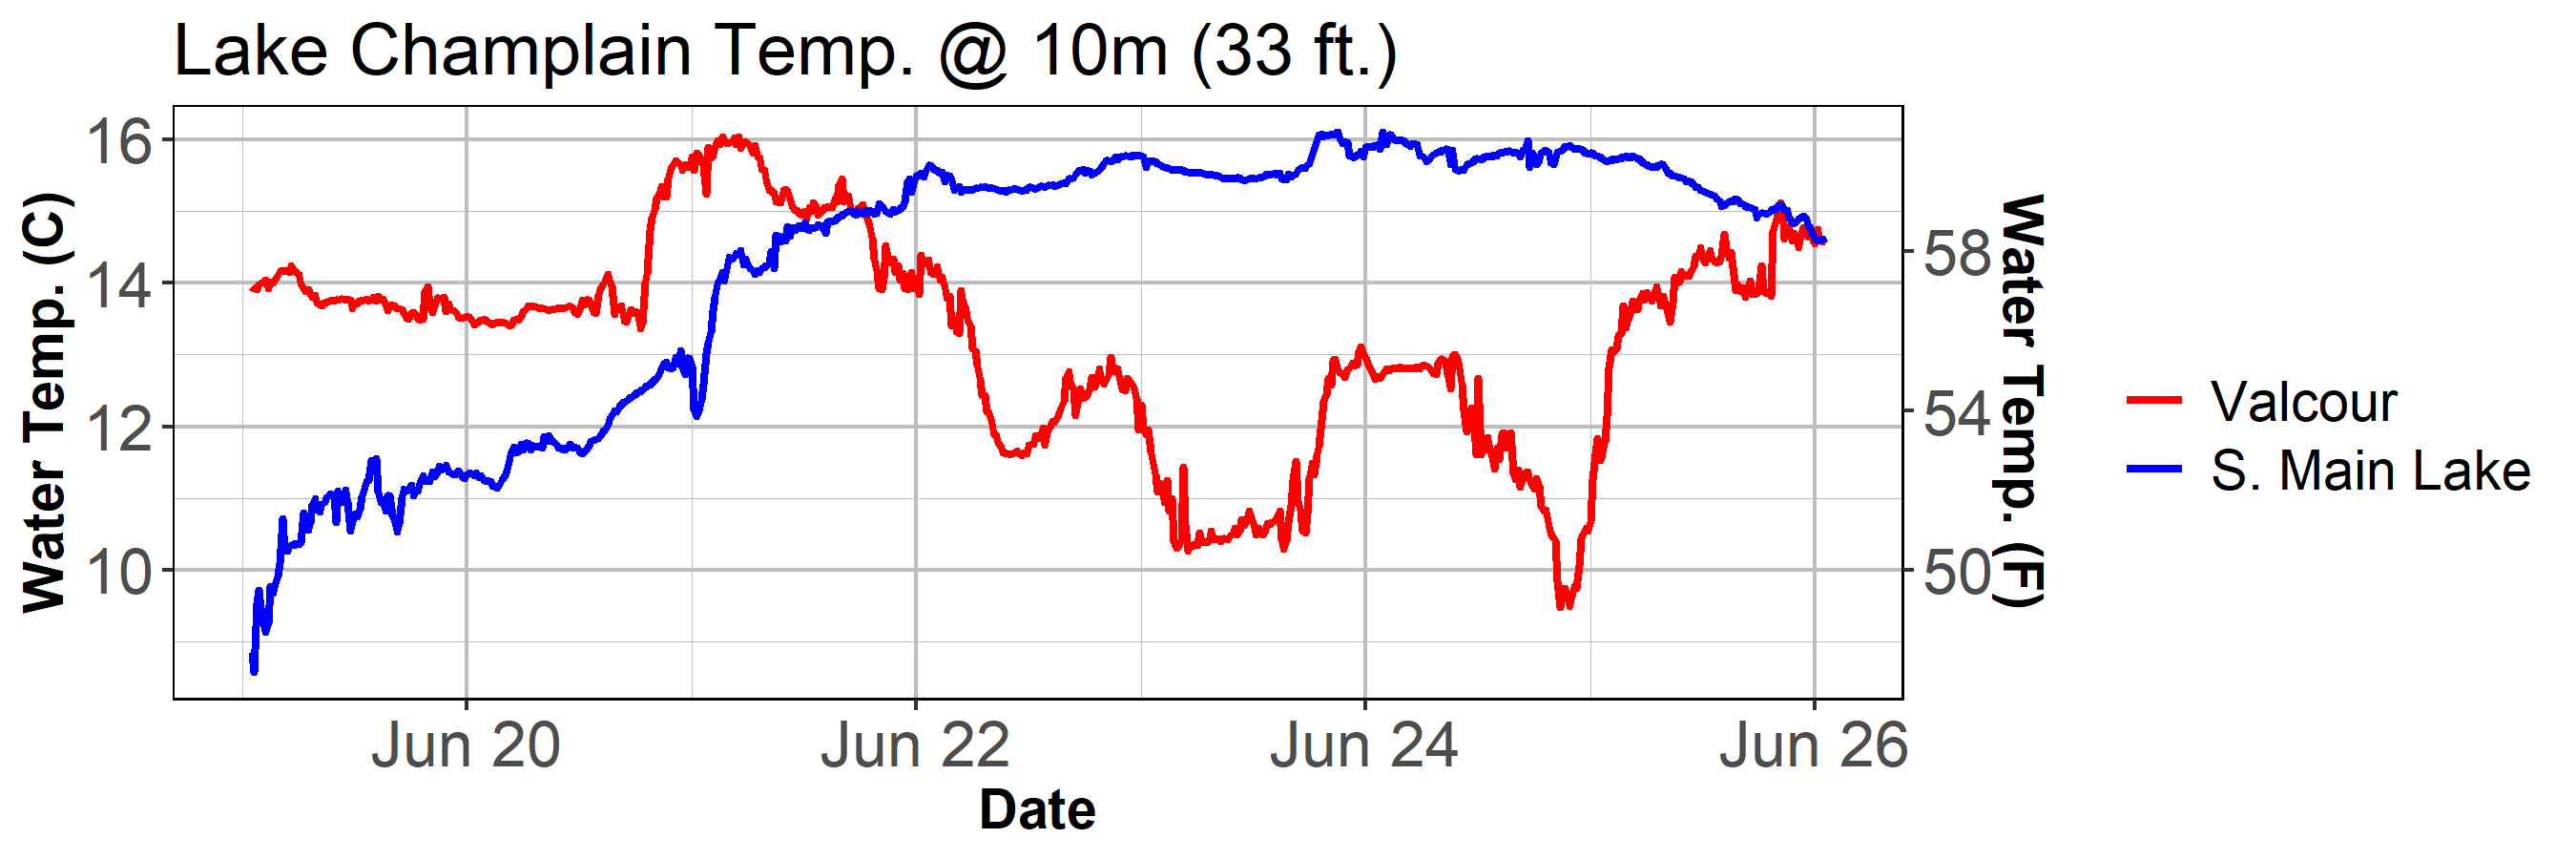 Lake Champlain Temp. @ 10m (33 ft.)
Water Temp. (C)
16
14
12
10
58
54
50
Water Temp. (F)
Jun 20
Jun 22
Jun 24
Jun 26
Date
Valcour
S. Main Lake